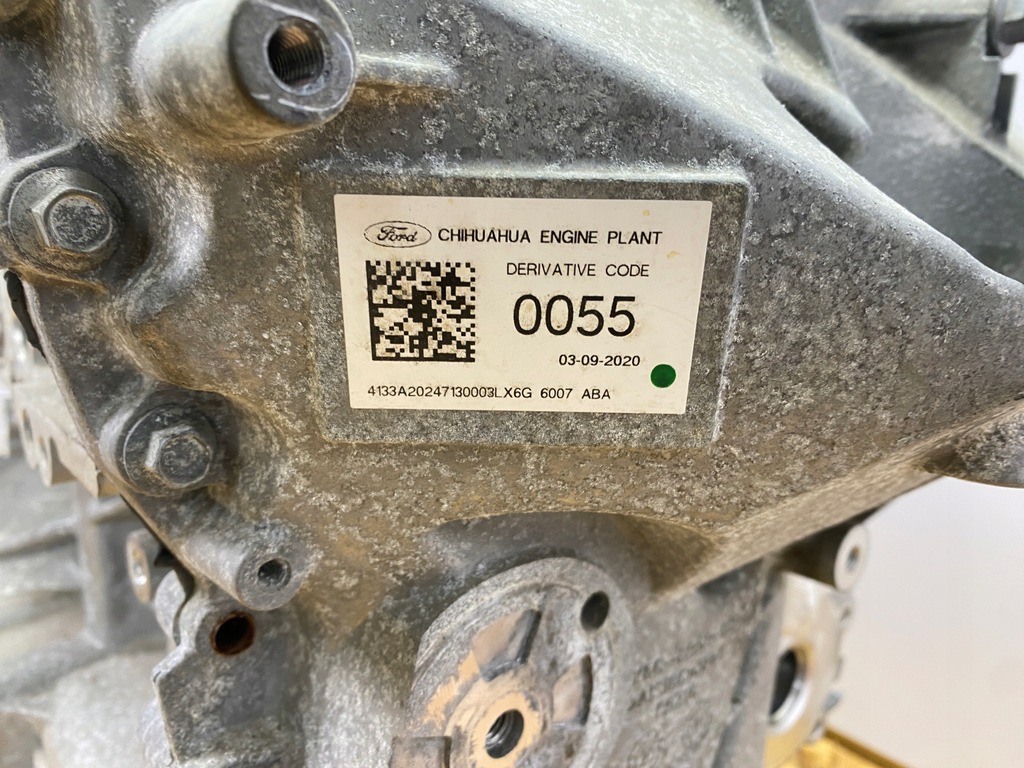 Ford CHIHUAHUA ENGINE PLANT
DERIVATIVE CODE
0055
03-09-2020
4133A20247130003LX6G 6007 ABA